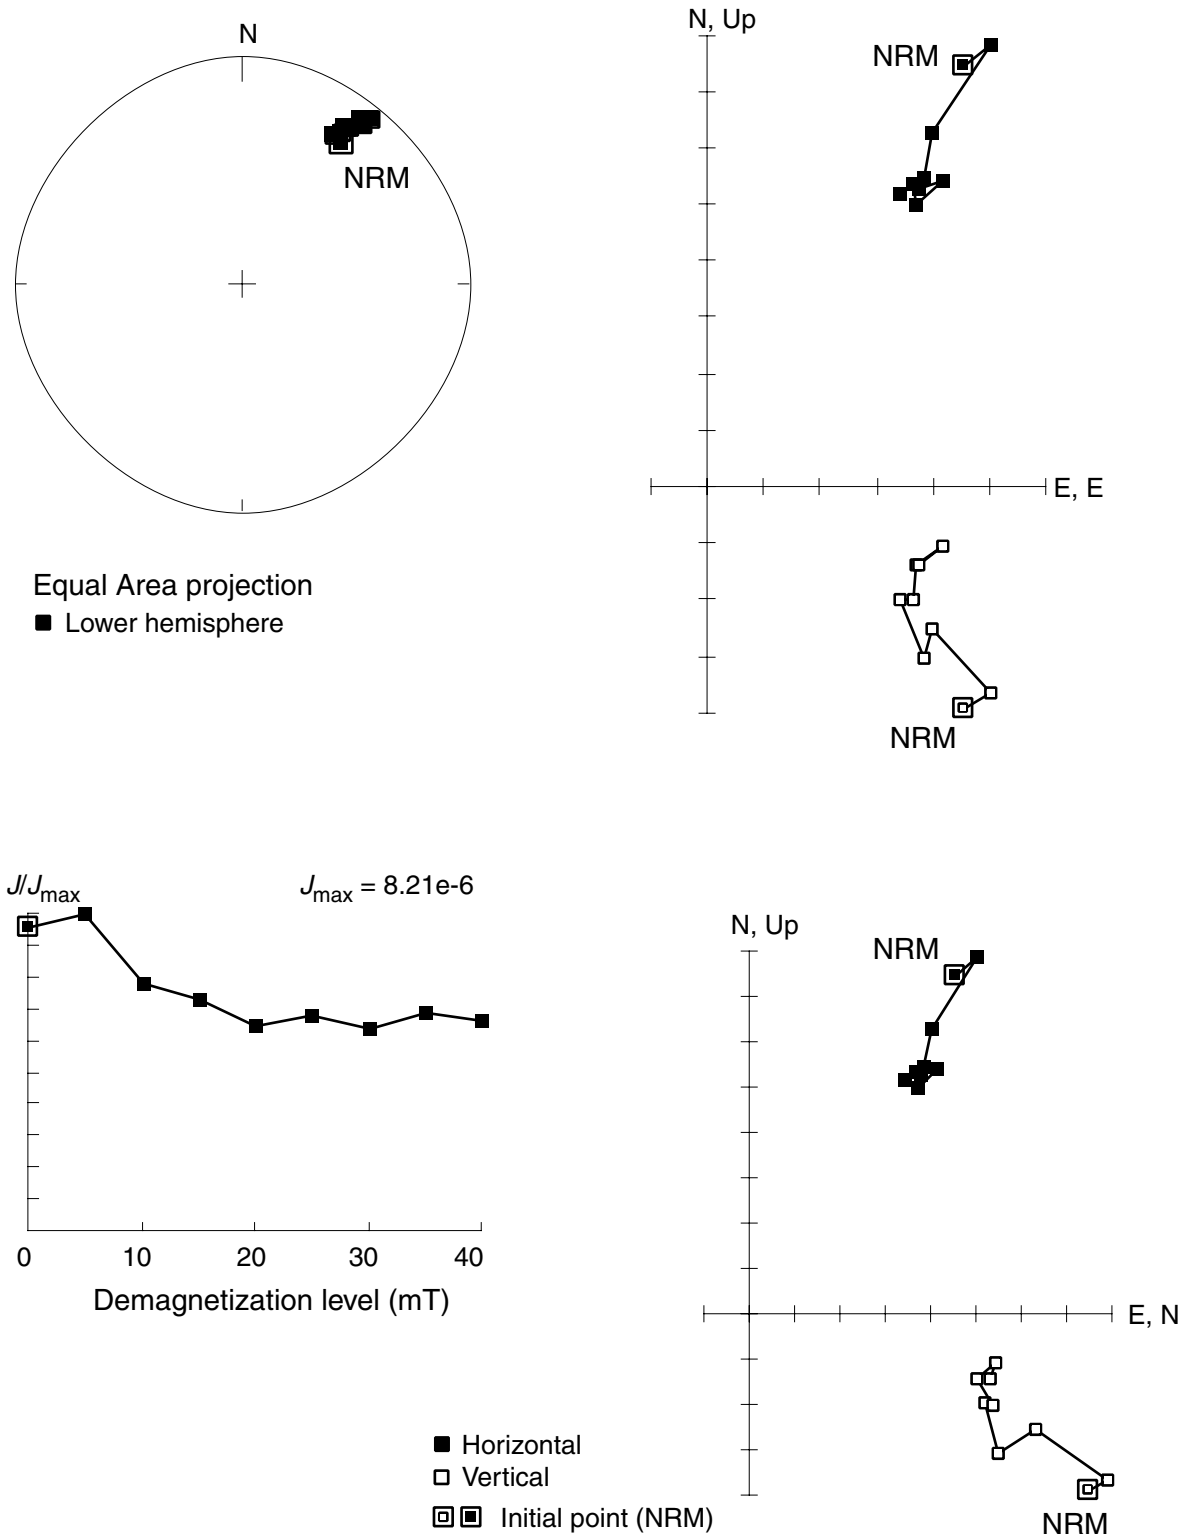 N
NRM
Equal Area projection
Lower hemisphere
N, Up
NRM
E, E
NRM
J/Jmax
Jmax = 8.21e-6
0 10 20 30 40
Demagnetization level (mT)
N, Up
NRM
E, N
NRM
Horizontal
Vertical
Initial point (NRM)